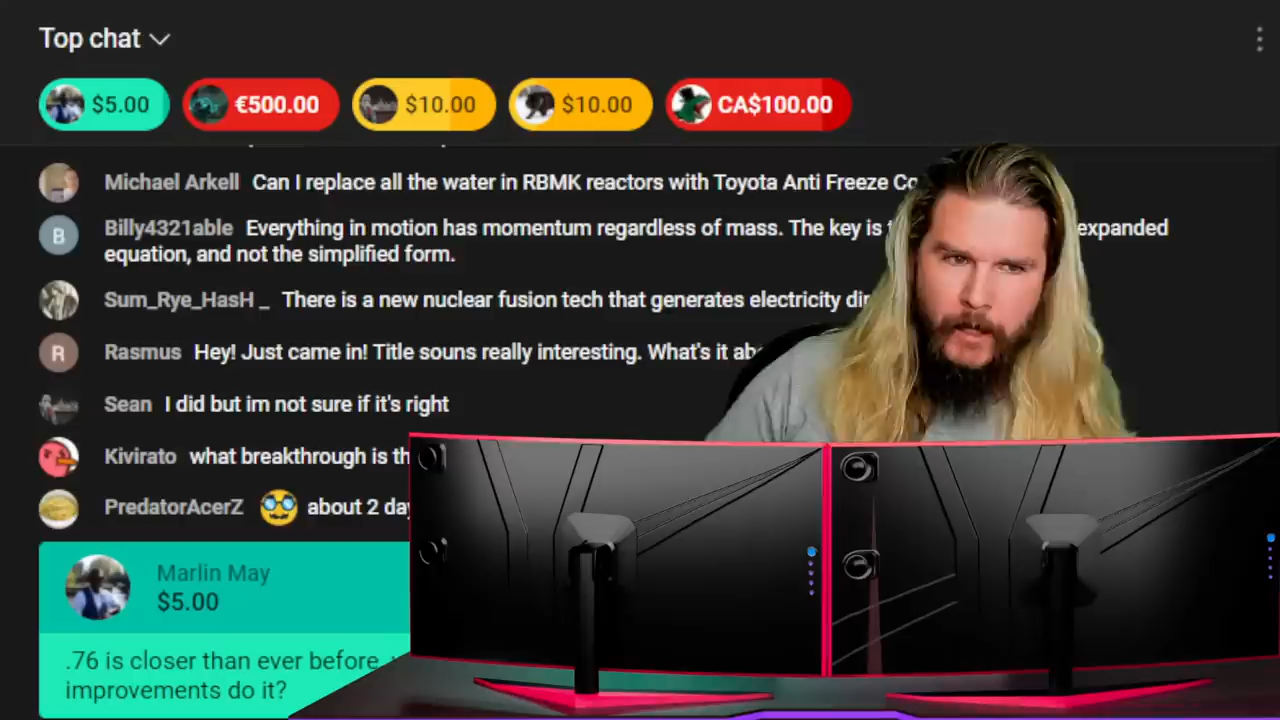 Top chat
$5.00 €500.00 $10.00 $10.00 CA$100.00
Michael Arkell Can I replace all the water in RBMK reactors with Toyota Anti Freeze
Billy4321able Everything in motion has momentum regardless of mass. The key is expanded
equation, and not the simplified form.
Sum_Rye_HasH _ There is a new nuclear fusion tech that generates electricity
Rasmus Hey! Just came in! Title souns really interesting. What's it
Sean I did but im not sure if it's right
Kivirato what breakthrough is
PredatorAcerZ about 2
Marlin May
$5.00
.76 is closer than ever before
improvements do it?
B
R